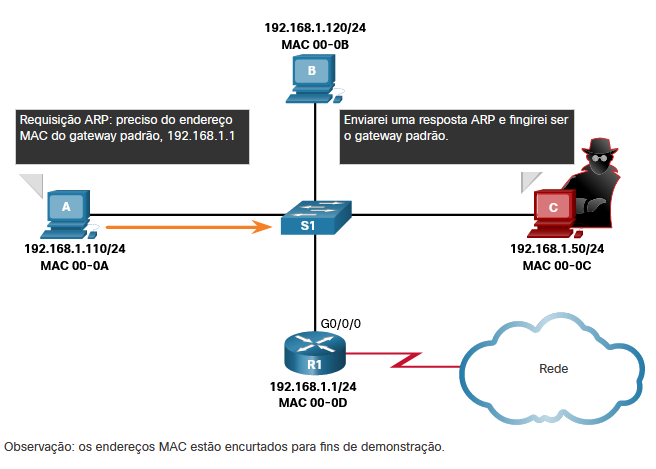 192.168.1.120/24
MAC 00-0B
B
Requisição ARP: preciso do endereço
MAC do gateway padrão, 192.168.1.1
Enviarei uma resposta ARP e fingirei ser
o gateway padrão.
A
S1
C
192.168.1.110/24
MAC 00-0A
192.168.1.50/24
MAC 00-0C
G0/0/0
R1
Rede
192.168.1.1/24
MAC 00-0D
Observação: os endereços MAC estão encurtados para fins de demonstração.